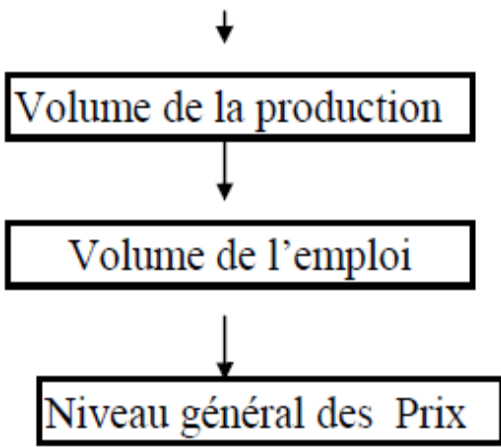 Volume de la production
Volume de l’emploi
Niveau général des Prix